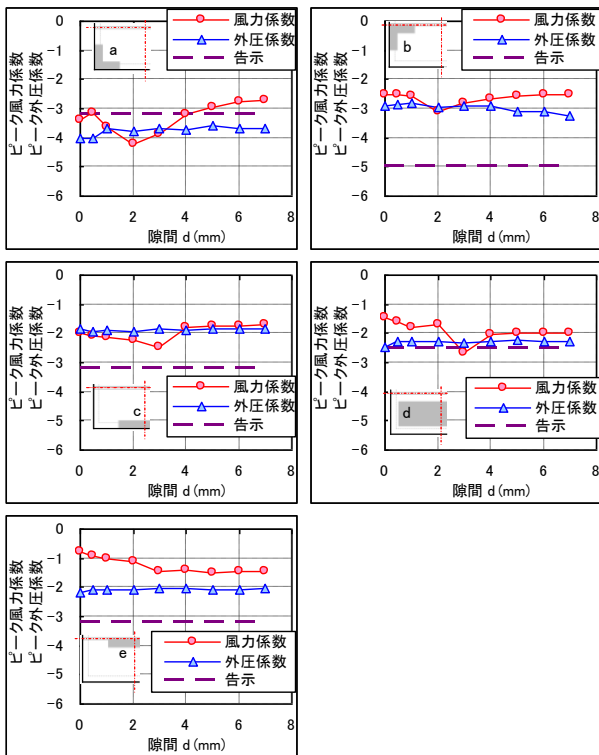 ピーク風力係数
ピーク外圧係数
0
-1
-2
-3
-4
-5
-6
a
風力係数
外圧係数
告示
0 2 4 6 8
隙間 d (mm)
ピーク風力係数
ピーク外圧係数
0
-1
-2
-3
-4
-5
-6
b
風力係数
外圧係数
告示
0 2 4 6 8
隙間 d (mm)
ピーク風力係数
ピーク外圧係数
0
-1
-2
-3
-4
-5
-6
c
風力係数
外圧係数
告示
0 2 4 6 8
隙間 d (mm)
ピーク風力係数
ピーク外圧係数
0
-1
-2
-3
-4
-5
-6
d
風力係数
外圧係数
告示
0 2 4 6 8
隙間 d (mm)
ピーク風力係数
ピーク外圧係数
0
-1
-2
-3
-4
-5
-6
e
風力係数
外圧係数
告示
0 2 4 6 8
隙間 d (mm)